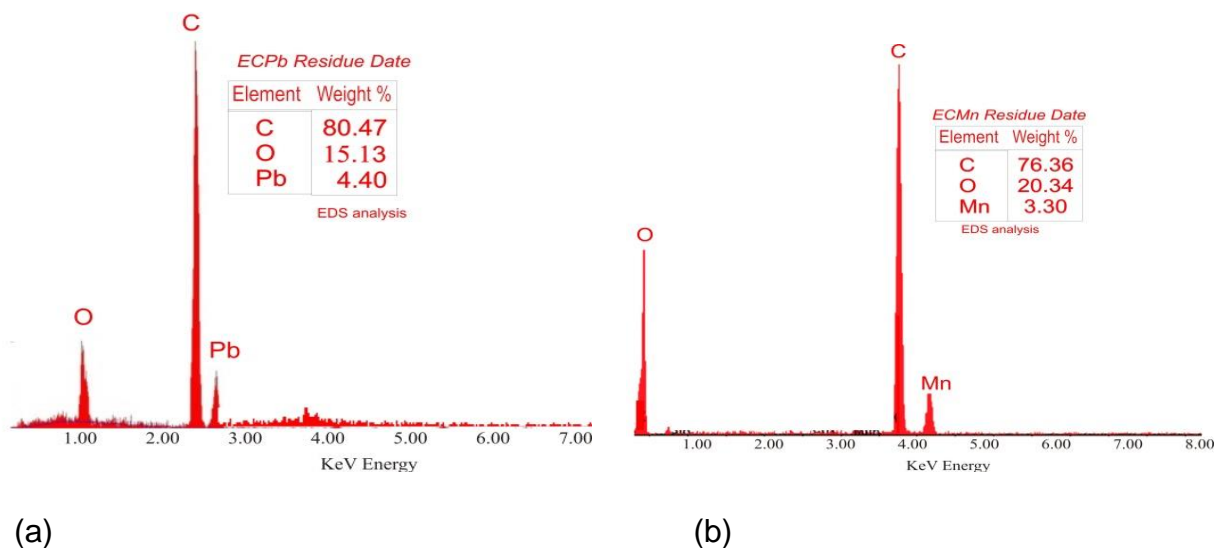 C
ECPb Residue Date
Element Weight %
C 80.47
O 15.13
Pb 4.40
EDS analysis
O
Pb
1.00 2.00 3.00 4.00 5.00 6.00 7.00
KeV Energy
(a)
C
ECMn Residue Date
Element Weight %
C 76.36
O 20.34
Mn 3.30
EDS analysis
O
Mn
1.00 2.00 3.00 4.00 5.00 6.00 7.00 8.00
KeV Energy
(b)